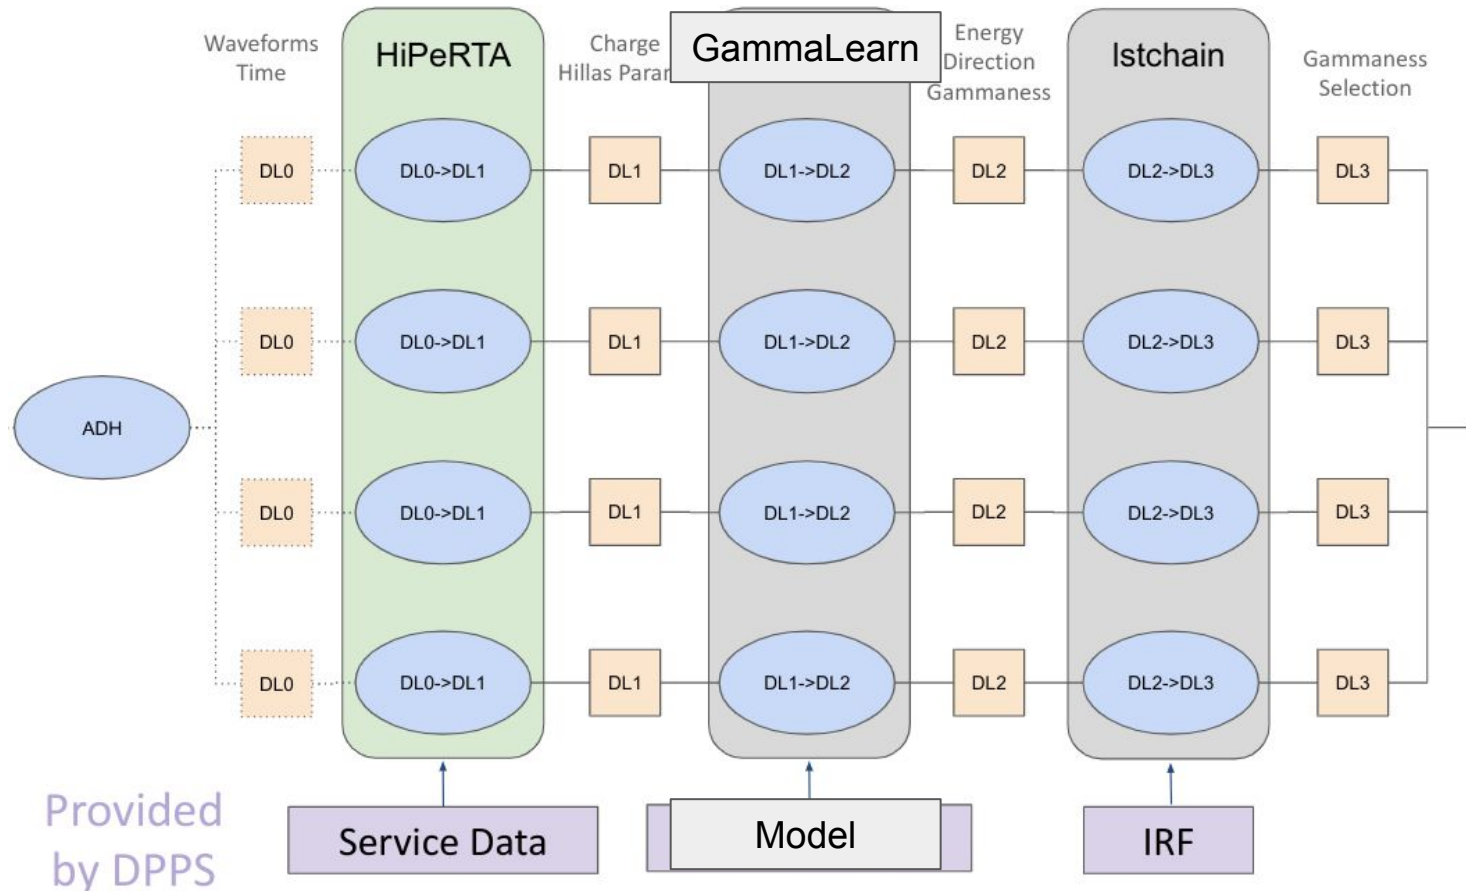 Waveforms
Time
HiPeRTA
Charge
Hillas Param
GammaLearn
Energy
Direction
Gammaness
lstchain
Gammaness
Selection
DL0
DL0->DL1
DL1
DL1->DL2
DL2
DL2->DL3
DL3
DL0
DL0->DL1
DL1
DL1->DL2
DL2
DL2->DL3
DL3
ADH
DL0
DL0->DL1
DL1
DL1->DL2
DL2
DL2->DL3
DL3
DL0
DL0->DL1
DL1
DL1->DL2
DL2
DL2->DL3
DL3
Provided
by DPPS
Service Data
Model
IRF